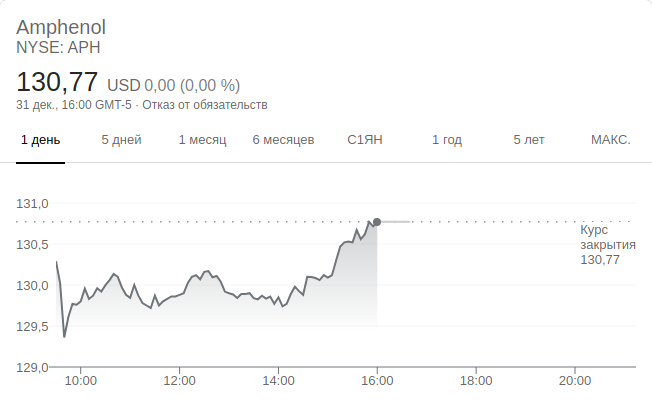 Amphenol
NYSE: APH
130,77 USD 0,00 (0,00 %)
31 дек., 16:00 GMT-5 · Отказ от обязательств
1 день 5 дней 1 месяц 6 месяцев С1ЯН 1 год 5 лет МАКС.
131,0
130,5
130,0
129,5
129,0
Курс
закрытия
130,77
10:00 12:00 14:00 16:00 18:00 20:00